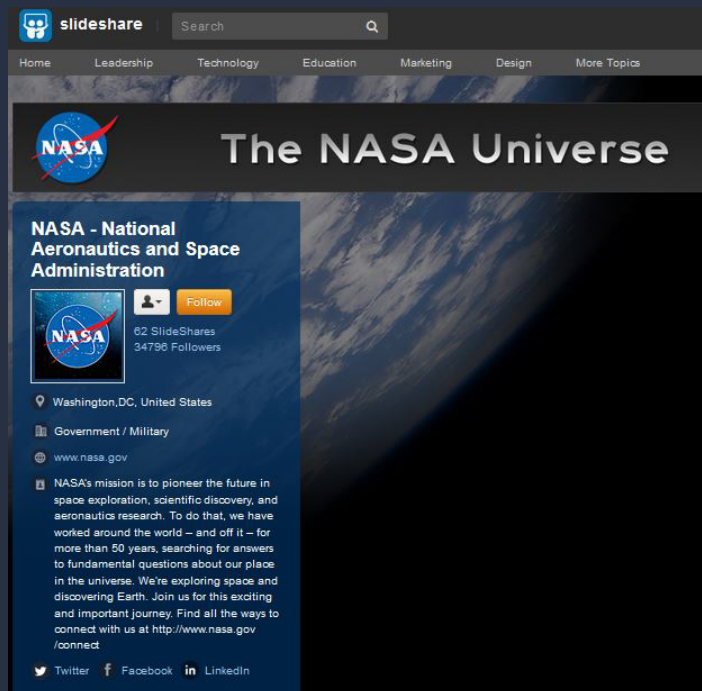 slideshare
Search
Home Leadership Technology Education Marketing Design More Topics
NASA
The NASA Universe
NASA - National
Aeronautics and Space
Administration
Follow
NASA
62 SlideShares
34796 Followers
Washington,DC, United States
Government / Military
www.nasa.gov
NASA's mission is to pioneer the future in
space exploration, scientific discovery, and
aeronautics research. To do that, we have
worked around the world – and off it – for
more than 50 years, searching for answers
to fundamental questions about our place
in the universe. We're exploring space and
discovering Earth. Join us for this exciting
and important journey. Find all the ways to
connect with us at http://www.nasa.gov
/connect
Twitter Facebook LinkedIn